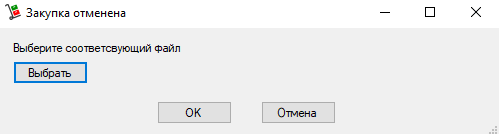 Закупка отменена
Выберите соответсвующий файл
Выбрать
OK
Отмена